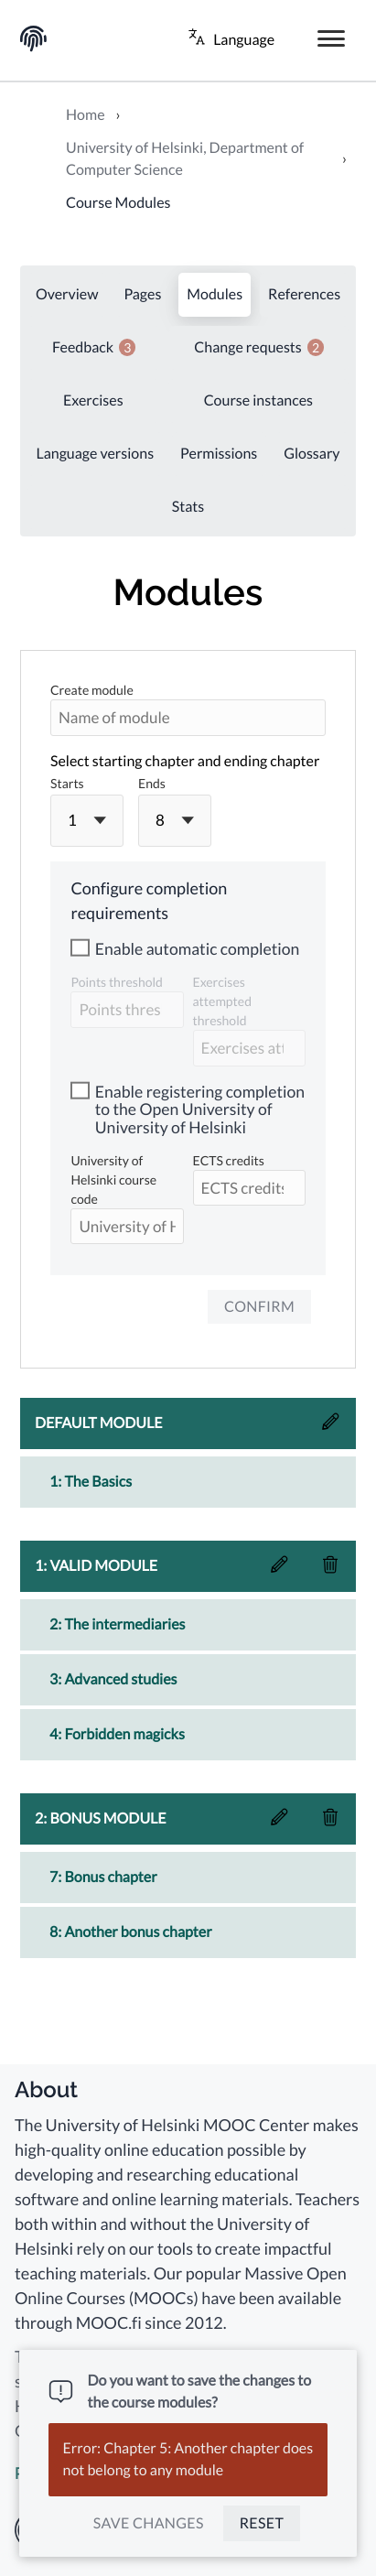 Language
Home ›
University of Helsinki, Department of
Computer Science ›
Course Modules
Overview Pages Modules References
Feedback 3 Change requests 2
Exercises Course instances
Language versions Permissions Glossary
Stats
Modules
Create module
Name of module
Select starting chapter and ending chapter
Starts Ends
1 8
Configure completion
requirements
Enable automatic completion
Points threshold
Points thres
Exercises
attempted
threshold
Exercises att
Enable registering completion
to the Open University of
University of Helsinki
University of
Helsinki course
code
University of H
ECTS credits
ECTS credits
CONFIRM
DEFAULT MODULE
1: The Basics
1: VALID MODULE
2: The intermediaries
3: Advanced studies
4: Forbidden magicks
2: BONUS MODULE
7: Bonus chapter
8: Another bonus chapter
About
The University of Helsinki MOOC Center makes
high-quality online education possible by
developing and researching educational
software and online learning materials. Teachers
both within and without the University of
Helsinki rely on our tools to create impactful
teaching materials. Our popular Massive Open
Online Courses (MOOCs) have been available
through MOOC.fi since 2012.
Do you want to save the changes to
the course modules?
Error: Chapter 5: Another chapter does
not belong to any module
SAVE CHANGES RESET